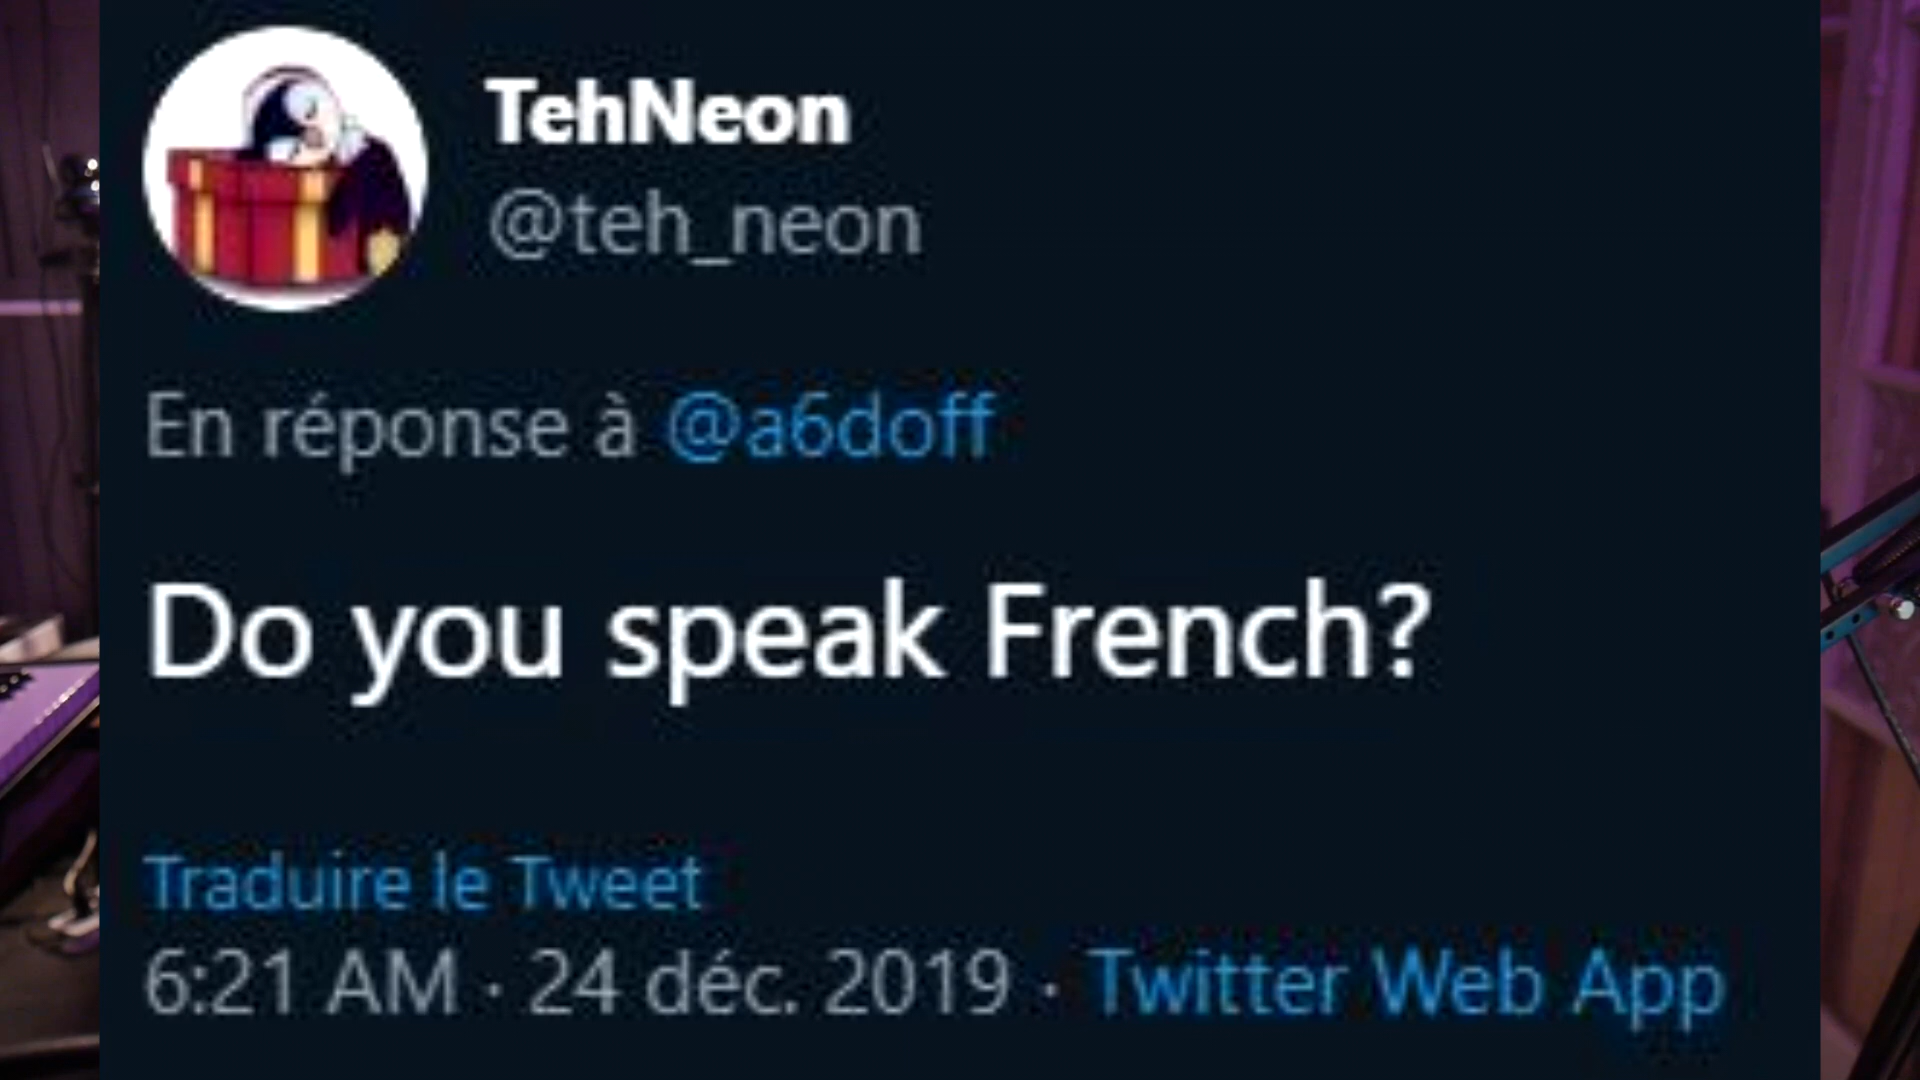 TehNeon
@teh_neon
En réponse à @a6doff
Do you speak French?
Traduire le Tweet
6:21 AM · 24 déc. 2019 · Twitter Web App